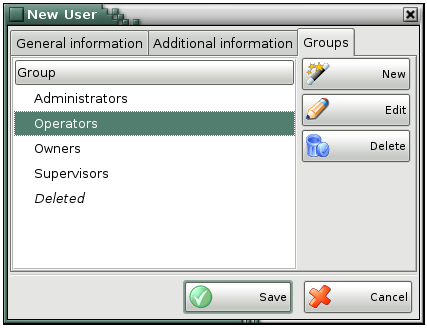 New User
General information Additional information Groups
Group
New
Administrators
Edit
Operators
Delete
Owners
Supervisors
Deleted
Save Cancel